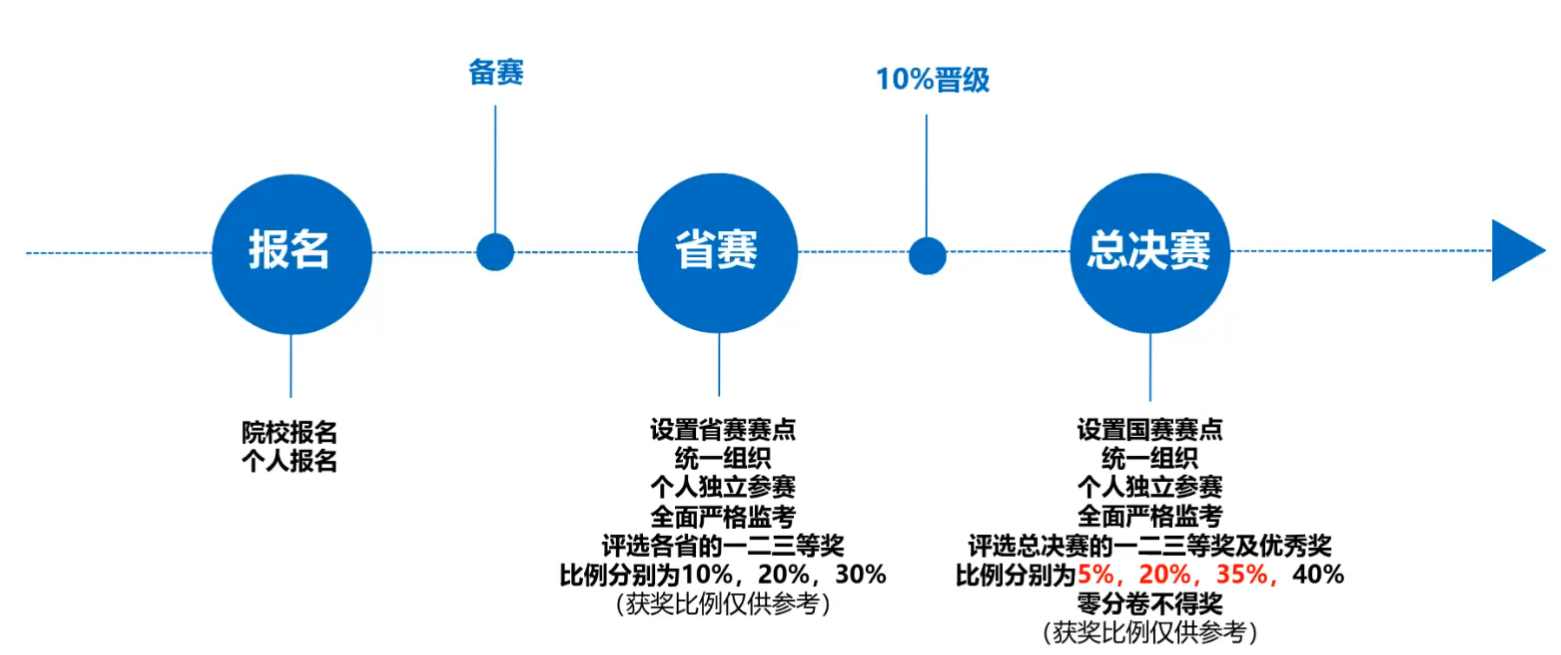 备赛
10%晋级
报名
省赛
总决赛
院校报名
个人报名
设置省赛赛点
统一组织
个人独立参赛
全面严格监考
评选各省的一二三等奖
比例分别为10%，20%，30%
（获奖比例仅供参考）
设置国赛赛点
统一组织
个人独立参赛
全面严格监考
评选总决赛的一二三等奖及优秀奖
比例分别为5%，20%，35%，40%
零分卷不得奖
（获奖比例仅供参考）